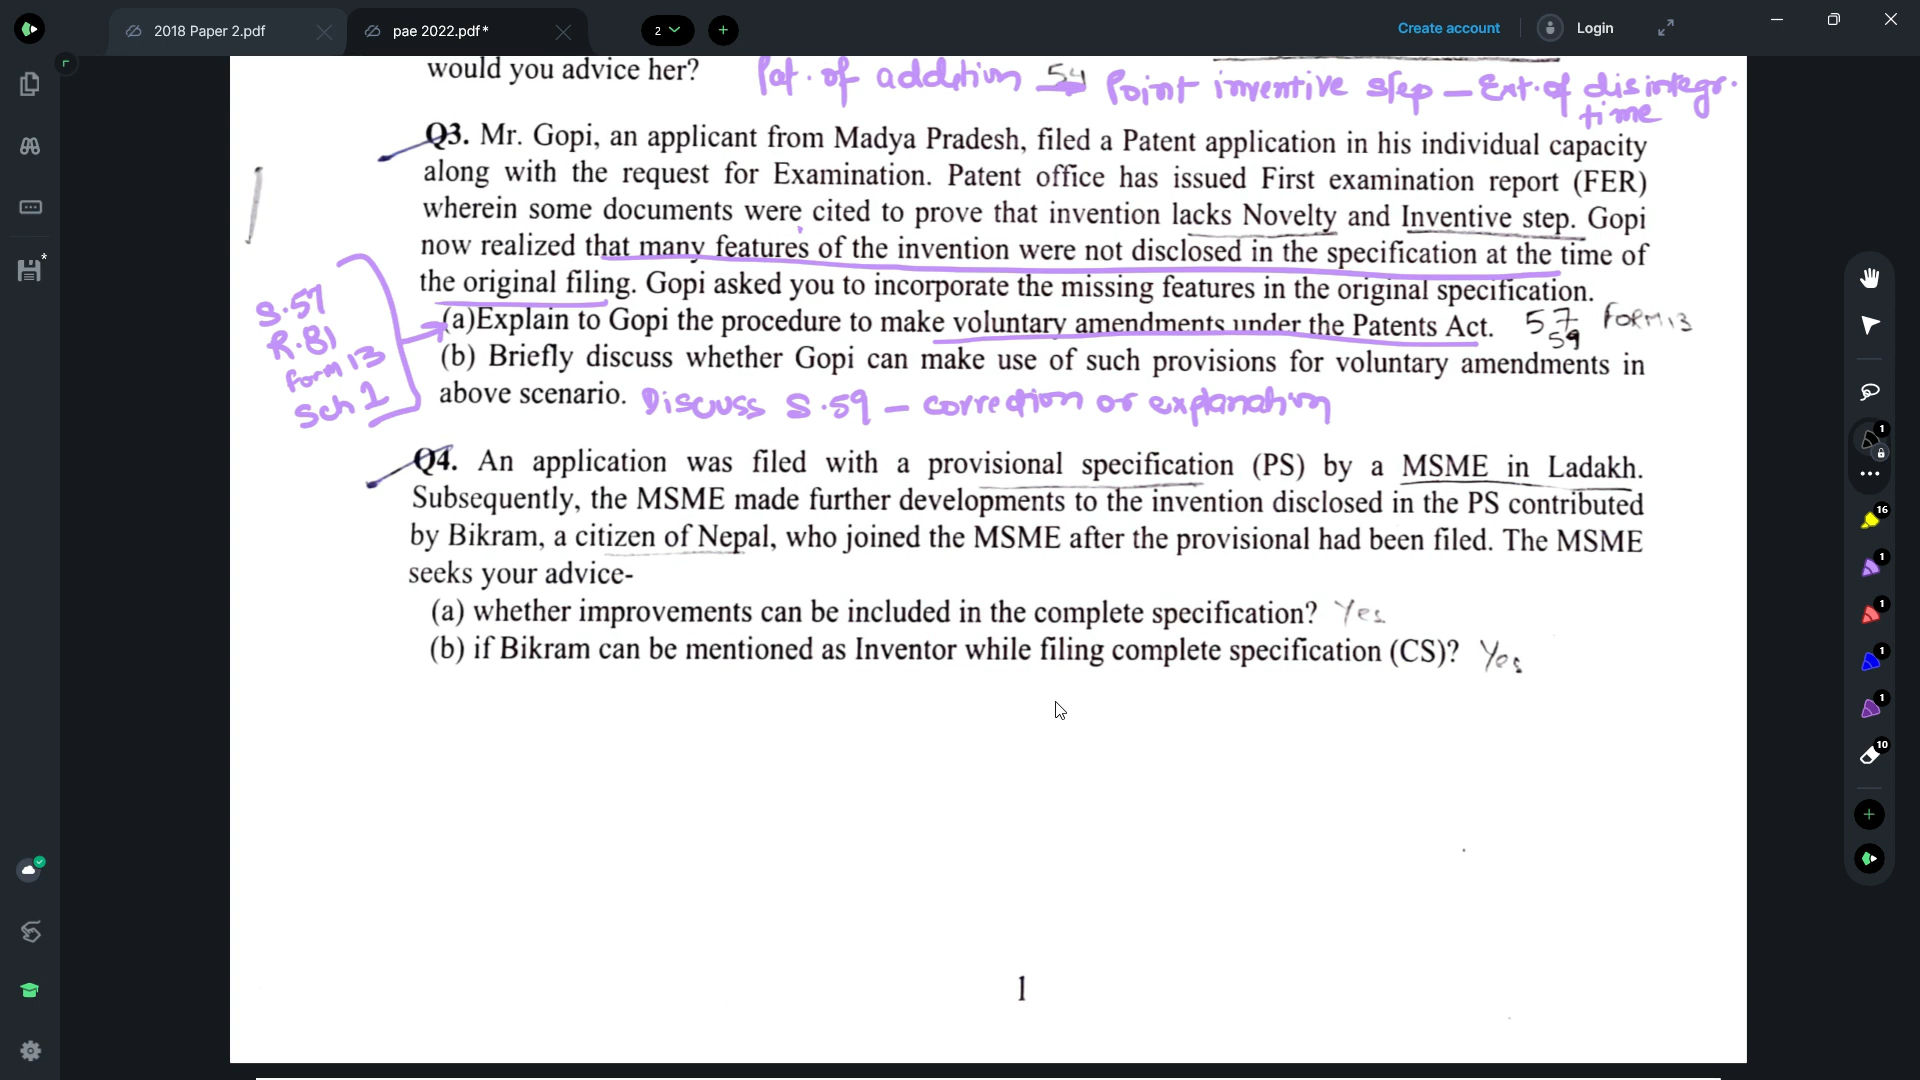 2018 Paper 2.pdf
pae 2022.pdf*
2
Create account
Login
would you advice her? Pat. of addition 54 Point inventive step – Ext. of disintegr.
time
Q3. Mr. Gopi, an applicant from Madya Pradesh, filed a Patent application in his individual capacity
along with the request for Examination. Patent office has issued First examination report (FER)
wherein some documents were cited to prove that invention lacks Novelty and Inventive step. Gopi
now realized that many features of the invention were not disclosed in the specification at the time of
the original filing. Gopi asked you to incorporate the missing features in the original specification.
S.57
R.81
Form 13
Sch 1
(a)Explain to Gopi the procedure to make voluntary amendments under the Patents Act. 57 FORM 13
59
(b) Briefly discuss whether Gopi can make use of such provisions for voluntary amendments in
above scenario. Discuss S.59 – correction or explanation
Q4. An application was filed with a provisional specification (PS) by a MSME in Ladakh.
Subsequently, the MSME made further developments to the invention disclosed in the PS contributed
by Bikram, a citizen of Nepal, who joined the MSME after the provisional had been filed. The MSME
seeks your advice-
(a) whether improvements can be included in the complete specification? Yes
(b) if Bikram can be mentioned as Inventor while filing complete specification (CS)? Yes
1
1
16
1
1
1
1
10